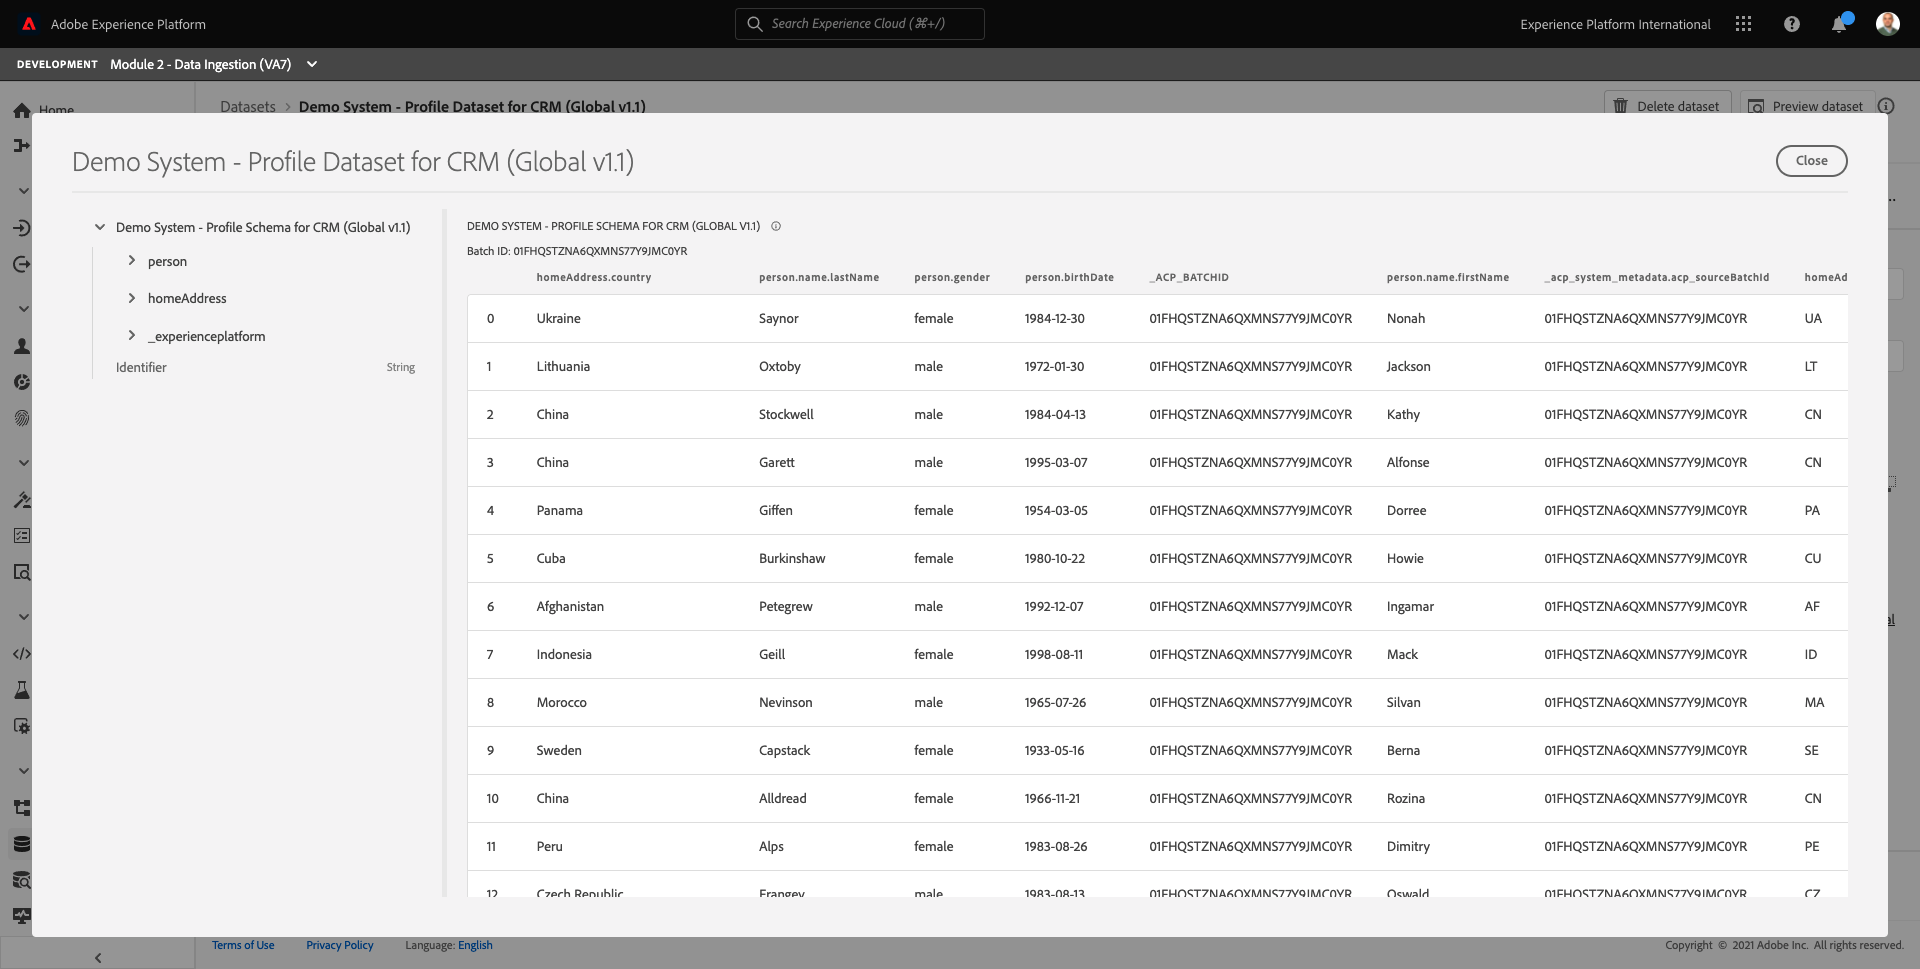 Adobe Experience Platform
Search Experience Cloud (⌘+/)
Experience Platform International
DEVELOPMENT Module 2 - Data Ingestion (VA7)
Home
Datasets > Demo System - Profile Dataset for CRM (Global v1.1)
Delete dataset
Preview dataset
Demo System - Profile Dataset for CRM (Global v1.1)
Close
Demo System - Profile Schema for CRM (Global v1.1)
person
homeAddress
_experienceplatform
Identifier String
DEMO SYSTEM - PROFILE SCHEMA FOR CRM (GLOBAL V1.1)
Batch ID: 01FHQSTZNA6QXMNS77Y9JMC0YR
homeAddress.country person.name.lastName person.gender person.birthDate _ACP_BATCHID person.name.firstName _acp_system_metadata.acp_sourceBatchId homeAd
0 Ukraine Saynor female 1984-12-30 01FHQSTZNA6QXMNS77Y9JMC0YR Nonah 01FHQSTZNA6QXMNS77Y9JMC0YR UA
1 Lithuania Oxtoby male 1972-01-30 01FHQSTZNA6QXMNS77Y9JMC0YR Jackson 01FHQSTZNA6QXMNS77Y9JMC0YR LT
2 China Stockwell male 1984-04-13 01FHQSTZNA6QXMNS77Y9JMC0YR Kathy 01FHQSTZNA6QXMNS77Y9JMC0YR CN
3 China Garett male 1995-03-07 01FHQSTZNA6QXMNS77Y9JMC0YR Alfonse 01FHQSTZNA6QXMNS77Y9JMC0YR CN
4 Panama Giffen female 1954-03-05 01FHQSTZNA6QXMNS77Y9JMC0YR Dorree 01FHQSTZNA6QXMNS77Y9JMC0YR PA
5 Cuba Burkinshaw female 1980-10-22 01FHQSTZNA6QXMNS77Y9JMC0YR Howie 01FHQSTZNA6QXMNS77Y9JMC0YR CU
6 Afghanistan Petegrew male 1992-12-07 01FHQSTZNA6QXMNS77Y9JMC0YR Ingamar 01FHQSTZNA6QXMNS77Y9JMC0YR AF
7 Indonesia Geill female 1998-08-11 01FHQSTZNA6QXMNS77Y9JMC0YR Mack 01FHQSTZNA6QXMNS77Y9JMC0YR ID
8 Morocco Nevinson male 1965-07-26 01FHQSTZNA6QXMNS77Y9JMC0YR Silvan 01FHQSTZNA6QXMNS77Y9JMC0YR MA
9 Sweden Capstack female 1933-05-16 01FHQSTZNA6QXMNS77Y9JMC0YR Berna 01FHQSTZNA6QXMNS77Y9JMC0YR SE
10 China Alldread female 1966-11-21 01FHQSTZNA6QXMNS77Y9JMC0YR Rozina 01FHQSTZNA6QXMNS77Y9JMC0YR CN
11 Peru Alps female 1983-08-26 01FHQSTZNA6QXMNS77Y9JMC0YR Dimitry 01FHQSTZNA6QXMNS77Y9JMC0YR PE
12 Czech Republic Frangey male 1983-08-13 01FHQSTZNA6QXMNS77Y9JMC0YR Oswald 01FHQSTZNA6QXMNS77Y9JMC0YR CZ
Terms of Use Privacy Policy Language: English
Copyright © 2021 Adobe Inc. All rights reserved.